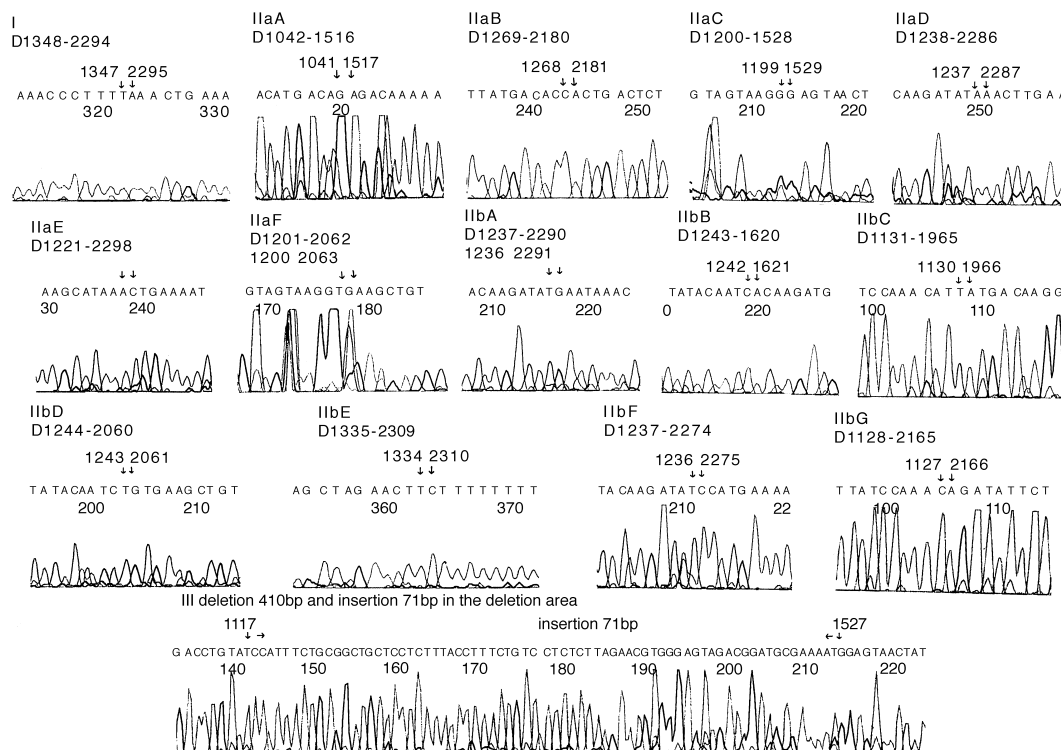 I
D1348-2294
1347 2295
AAACCCTTTTAAACTGAAA
320 330
IIaA
D1042-1516
1041 1517
ACATGACAGAGACAAAAA
20
IIaB
D1269-2180
1268 2181
TTATGACACCACTGACTCT
240 250
IIaC
D1200-1528
1199 1529
GTAGTAAGGGAGTAACT
210 220
IIaD
D1238-2286
1237 2287
CAAGATATAAACTTGAA
250
IIaE
D1221-2298
AAGCATAAACTGAAAAT
30 240
IIaF
D1201-2062
1200 2063
GTAGTAAGGTGAAGCTGT
170 180
IIbA
D1237-2290
1236 2291
ACAAGATATGAATAAAC
210 220
IIbB
D1243-1620
1242 1621
TATACAATCACAAGATG
0 220
IIbC
D1131-1965
1130 1966
TCCAAACATTATGACAAGG
100 110
IIbD
D1244-2060
1243 2061
TATACAATCTGTGAAGCTGT
200 210
IIbE
D1335-2309
1334 2310
AGCTAGAACTTCTTTTTTTT
360 372
IIbF
D1237-2274
1236 2275
TACAAGATATCCATGAAAA
210 22
IIbG
D1128-2165
1127 2166
TTATCCAAACAGATATTCT
100 110
III deletion 410bp and insertion 71bp in the deletion area
1117 insertion 71bp 1527
GACCTGTATCCATTTCTGCGGCTGCTCCTCTTTACCTTTCTGTCCTCTCTTAGAACGTGGGAGTAGACGGATGCGAAAATGGAGTAACTAT
140 150 160 170 180 190 200 210 220